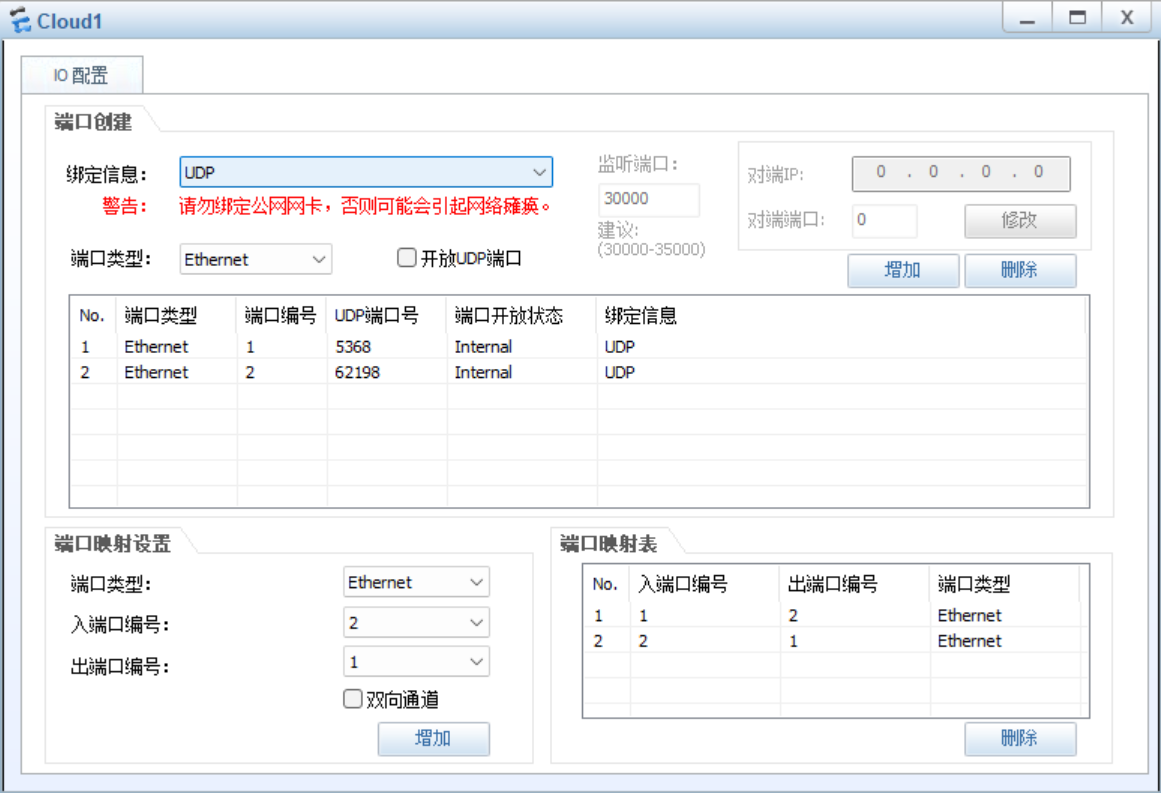 Cloud1
IO 配置
端口创建
绑定信息: UDP
警告: 请勿绑定公网网卡，否则可能会引起网络瘫痪。
监听端口:
30000
建议:
(30000-35000)
对端IP: 0 . 0 . 0 . 0
对端端口: 0 修改
端口类型: Ethernet 开放UDP端口
增加 删除
No. 端口类型 端口编号 UDP端口号 端口开放状态 绑定信息
1 Ethernet 1 5368 Internal UDP
2 Ethernet 2 62198 Internal UDP
端口映射设置
端口类型: Ethernet
入端口编号: 2
出端口编号: 1
双向通道
增加
端口映射表
No. 入端口编号 出端口编号 端口类型
1 1 2 Ethernet
2 2 1 Ethernet
删除